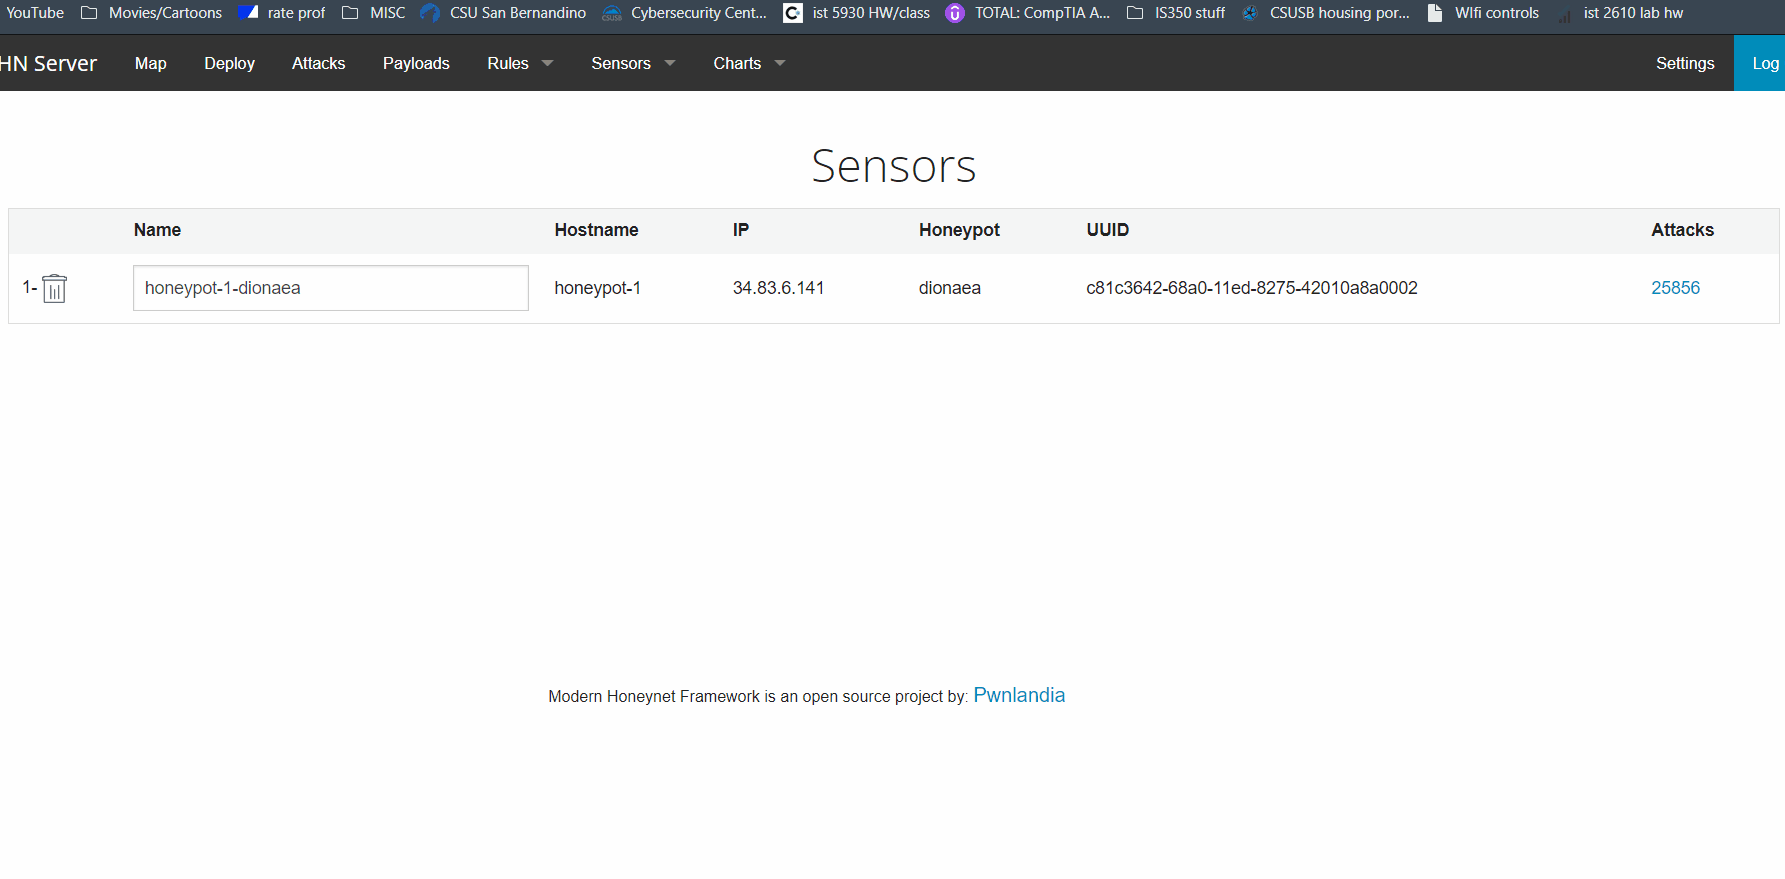 YouTube Movies/Cartoons rate prof MISC CSU San Bernandino Cybersecurity Cent... ist 5930 HW/class TOTAL: CompTIA A... IS350 stuff CSUSB housing por... WIfi controls ist 2610 lab hw
HN Server Map Deploy Attacks Payloads Rules Sensors Charts Settings Log
Sensors
Name Hostname IP Honeypot UUID Attacks
1- honeypot-1-dionaea honeypot-1 34.83.6.141 dionaea c81c3642-68a0-11ed-8275-42010a8a0002 25856
Modern Honeynet Framework is an open source project by: Pwnlandia